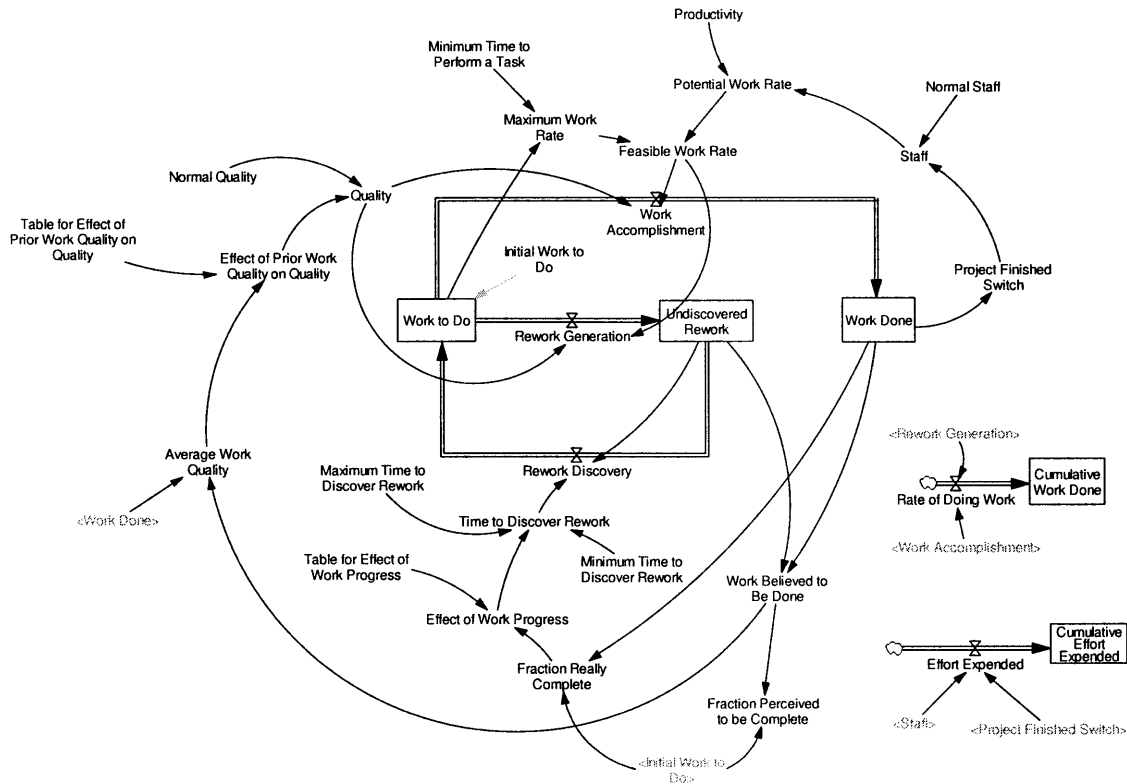 Productivity
Minimum Time to
Perform a Task
Potential Work Rate
Normal Staff
Maximum Work
Rate
Feasible Work Rate
Staff
Normal Quality
Quality
Work
Accomplishment
Table for Effect of
Prior Work Quality on
Quality
Effect of Prior Work
Quality on Quality
Initial Work to
Do
Project Finished
Switch
Work to Do
Rework Generation
Undiscovered
Rework
Work Done
Average Work
Quality
<Work Done>
Maximum Time to
Discover Rework
Rework Discovery
<Rework Generation>
Cumulative
Work Done
Rate of Doing Work
<Work Accomplishment>
Time to Discover Rework
Table for Effect of
Work Progress
Minimum Time to
Discover Rework
Work Believed to
Be Done
Effect of Work Progress
Cumulative
Effort
Expended
Effort Expended
Fraction Really
Complete
Fraction Perceived
to be Complete
<Staff>
<Project Finished Switch>
<Initial Work to
Do>